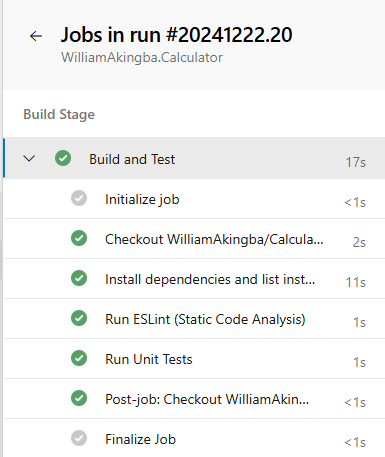 Jobs in run #20241222.20
WilliamAkingba.Calculator
Build Stage
Build and Test 17s
Initialize job <1s
Checkout WilliamAkingba/Calcula... 2s
Install dependencies and list inst... 11s
Run ESLint (Static Code Analysis) 1s
Run Unit Tests 1s
Post-job: Checkout WilliamAkin... <1s
Finalize Job <1s